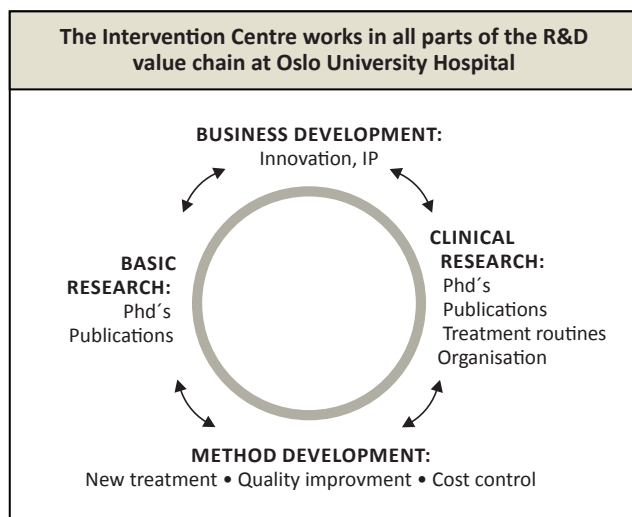 The Intervention Centre works in all parts of the R&D
value chain at Oslo University Hospital
BUSINESS DEVELOPMENT:
Innovation, IP
BASIC
RESEARCH:
Phd´s
Publications
CLINICAL
RESEARCH:
Phd´s
Publications
Treatment routines
Organisation
METHOD DEVELOPMENT:
New treatment • Quality improvment • Cost control